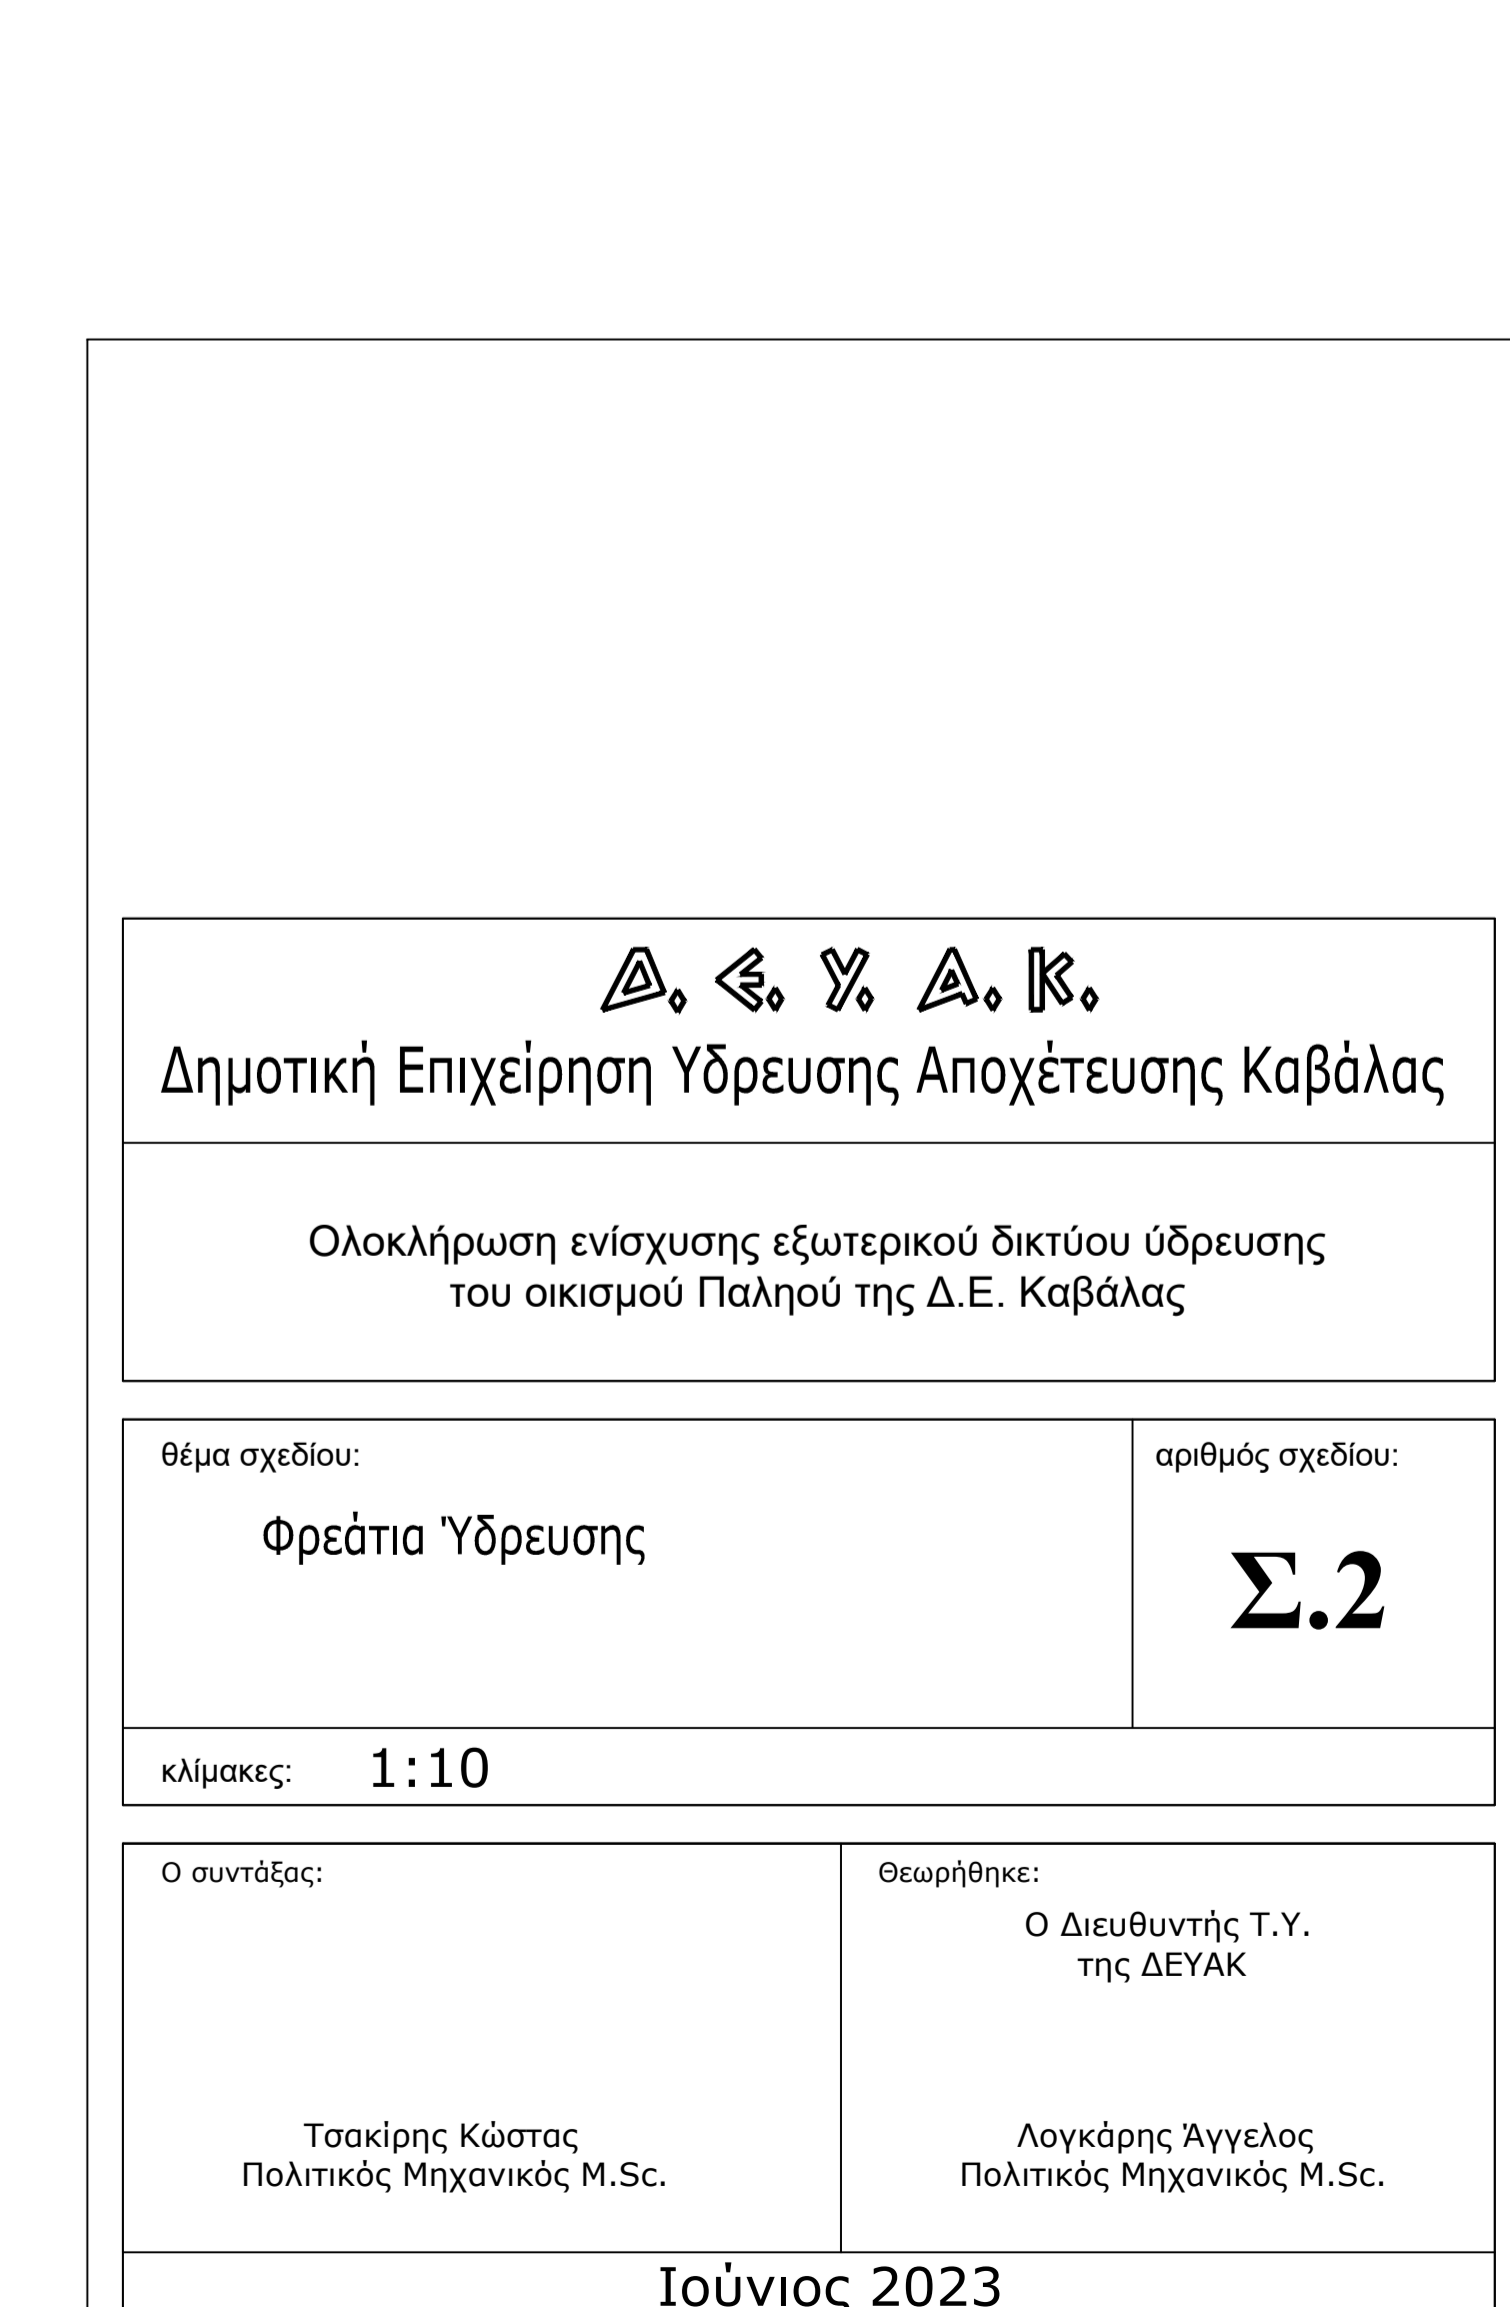 Δ. Ε. Υ. Α. Κ.
Δημοτική Επιχείρηση Υδρευσης Αποχέτευσης Καβάλας
Ολοκλήρωση ενίσχυσης εξωτερικού δικτύου ύδρευσης
του οικισμού Παληού της Δ.Ε. Καβάλας
θέμα σχεδίου:
αριθμός σχεδίου:
Φρεάτια Ύδρευσης
Σ.2
κλίμακες: 1:10
Ο συντάξας:
Θεωρήθηκε:
Ο Διευθυντής Τ.Υ.
της ΔΕΥΑΚ
Τσακίρης Κώστας
Πολιτικός Μηχανικός M.Sc.
Λογκάρης Άγγελος
Πολιτικός Μηχανικός M.Sc.
Ιούνιος 2023